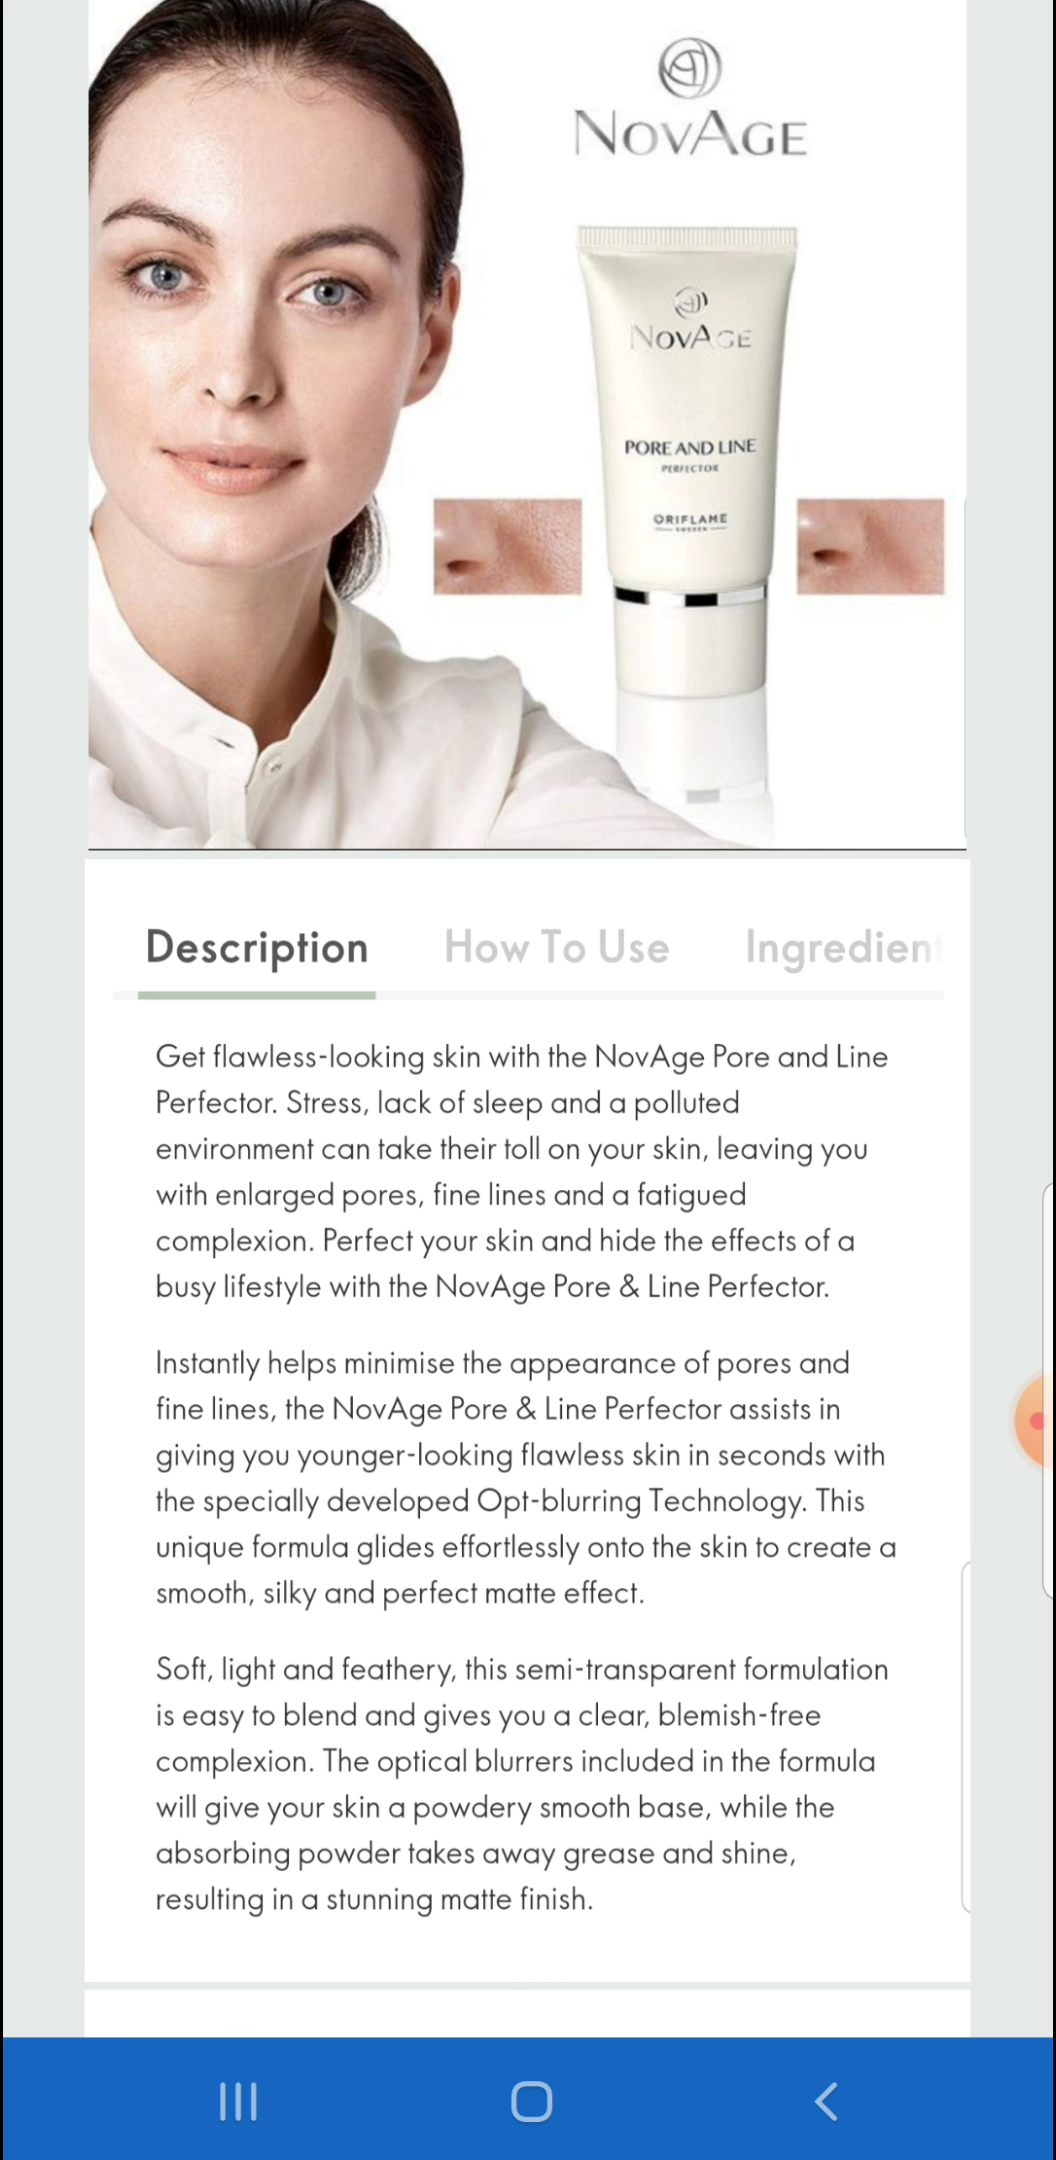 NOVAGE
NOVAGE
PORE AND LINE
PERFECTOR
ORIFLAME
SWEDEN
Description How To Use Ingredient
Get flawless-looking skin with the NovAge Pore and Line
Perfector. Stress, lack of sleep and a polluted
environment can take their toll on your skin, leaving you
with enlarged pores, fine lines and a fatigued
complexion. Perfect your skin and hide the effects of a
busy lifestyle with the NovAge Pore & Line Perfector.
Instantly helps minimise the appearance of pores and
fine lines, the NovAge Pore & Line Perfector assists in
giving you younger-looking flawless skin in seconds with
the specially developed Opt-blurring Technology. This
unique formula glides effortlessly onto the skin to create a
smooth, silky and perfect matte effect.
Soft, light and feathery, this semi-transparent formulation
is easy to blend and gives you a clear, blemish-free
complexion. The optical blurrers included in the formula
will give your skin a powdery smooth base, while the
absorbing powder takes away grease and shine,
resulting in a stunning matte finish.